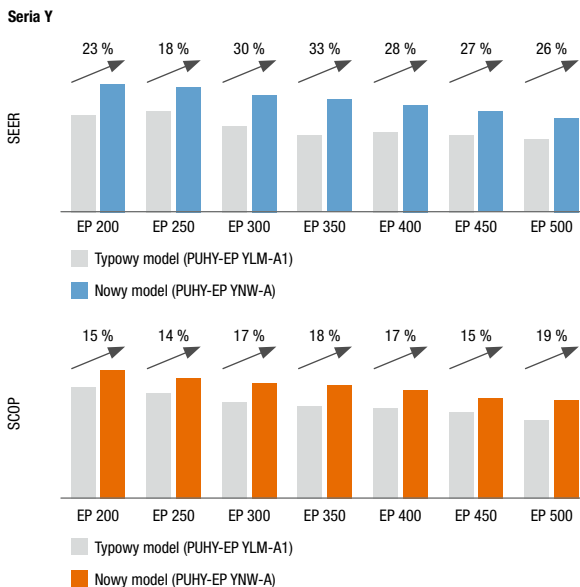 Seria Y
23 % 18 % 30 % 33 % 28 % 27 % 26 %
SEER
EP 200 EP 250 EP 300 EP 350 EP 400 EP 450 EP 500
Typowy model (PUHY-EP YLM-A1)
Nowy model (PUHY-EP YNW-A)
15 % 14 % 17 % 18 % 17 % 15 % 19 %
SCOP
EP 200 EP 250 EP 300 EP 350 EP 400 EP 450 EP 500
Typowy model (PUHY-EP YLM-A1)
Nowy model (PUHY-EP YNW-A)